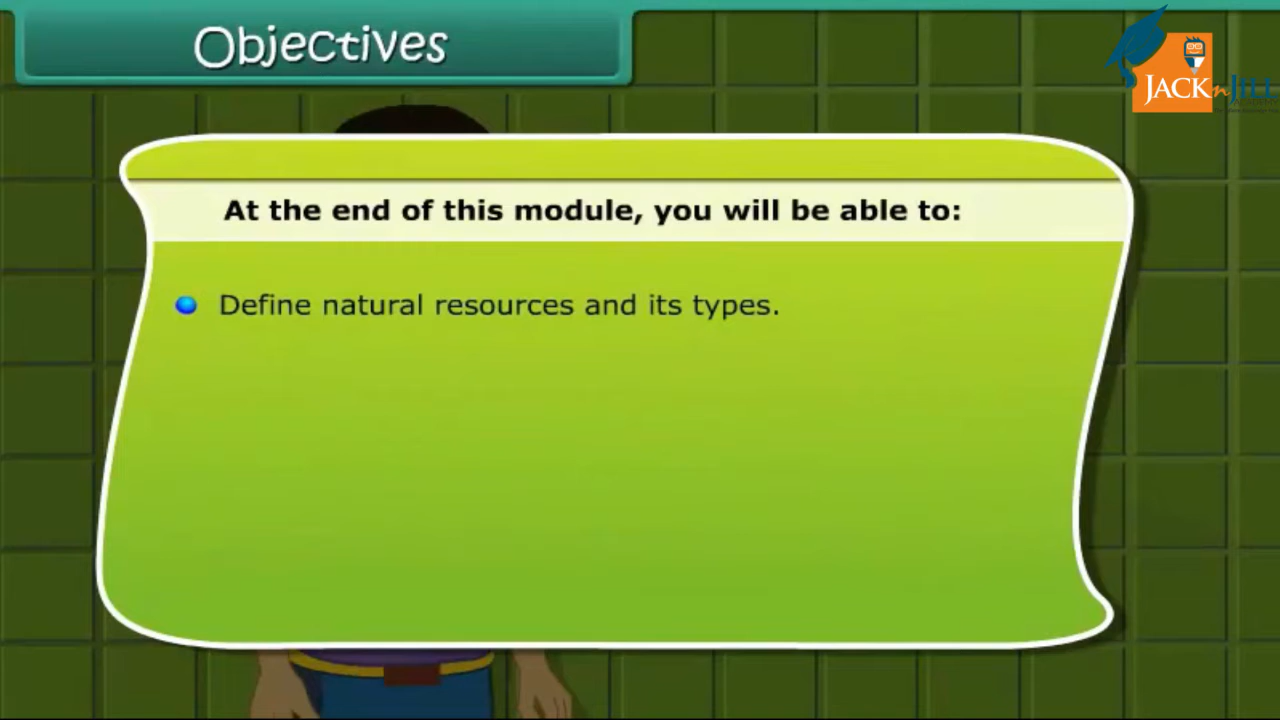 Objectives
JACK n JILL
At the end of this module, you will be able to:
Define natural resources and its types.